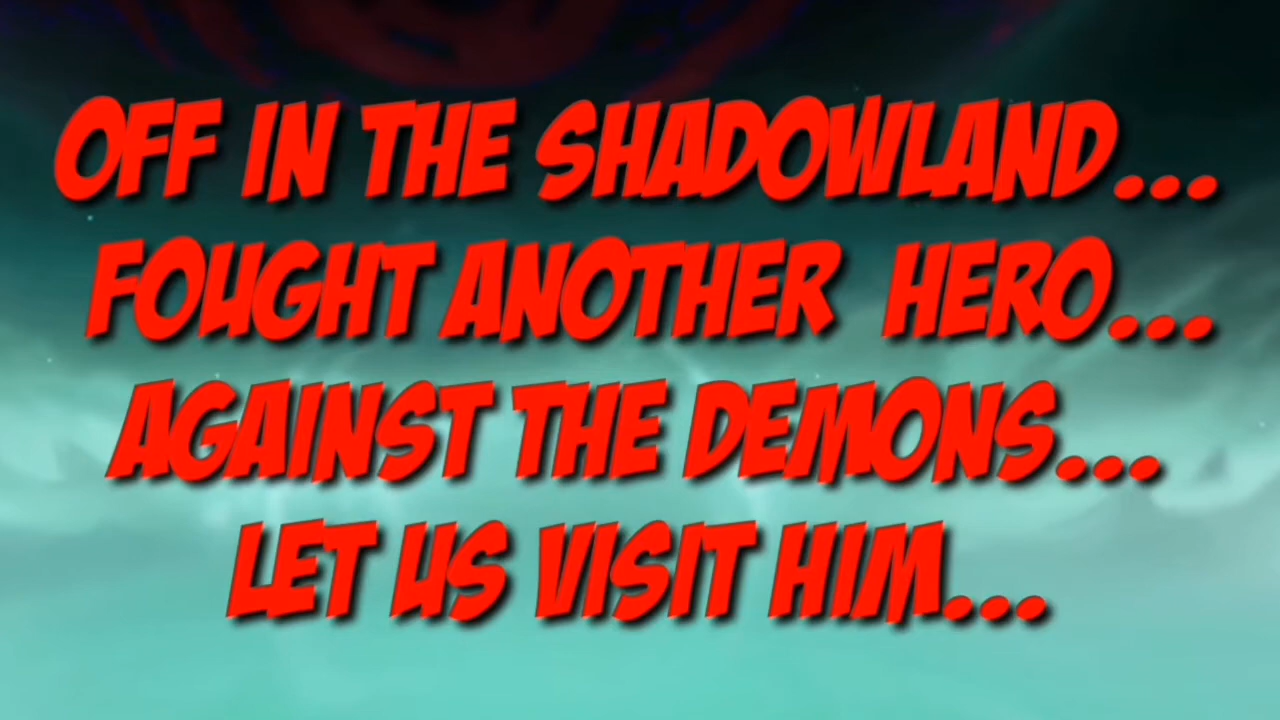 OFF IN THE SHADOWLAND...
FOUGHT ANOTHER HERO...
AGAINST THE DEMONS...
LET US VISIT HIM...